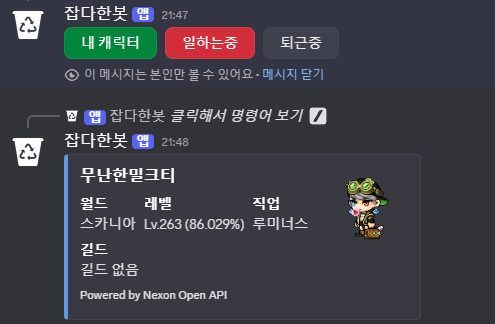 잡다한봇 앱 21:47
내 캐릭터 일하는중 퇴근중
이 메시지는 본인만 볼 수 있어요 · 메시지 닫기
앱 잡다한봇 클릭해서 명령어 보기
잡다한봇 앱 21:48
무난한밀크티
월드 레벨 직업
스카니아 Lv.263 (86.029%) 루미너스
길드
길드 없음
Powered by Nexon Open API